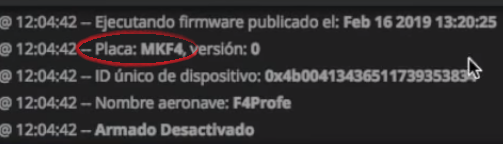 @ 12:04:42 -- Ejecutando firmware publicado el: Feb 16 2019 13:20:25
@ 12:04:42 -- Placa: MKF4, versión: 0
@ 12:04:42 -- ID único de dispositivo: 0x4b00413436511739353834
@ 12:04:42 -- Nombre aeronave: F4Profe
@ 12:04:42 -- Armado Desactivado